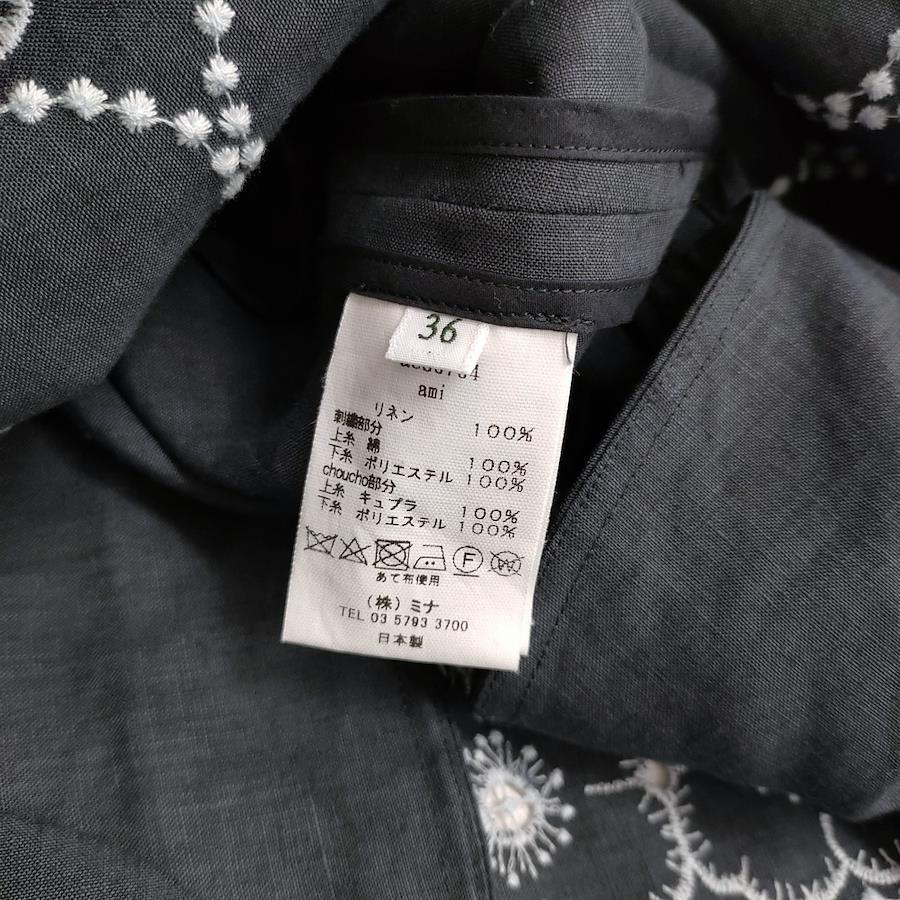 36
ami
リネン 100%
刺繍部分
上糸 綿 100%
下糸 ポリエステル 100%
choucho部分
上糸 キュプラ 100%
下糸 ポリエステル 100%
F
W
あて布使用
(株)ミナ
TEL 03 5793 3700
日本製